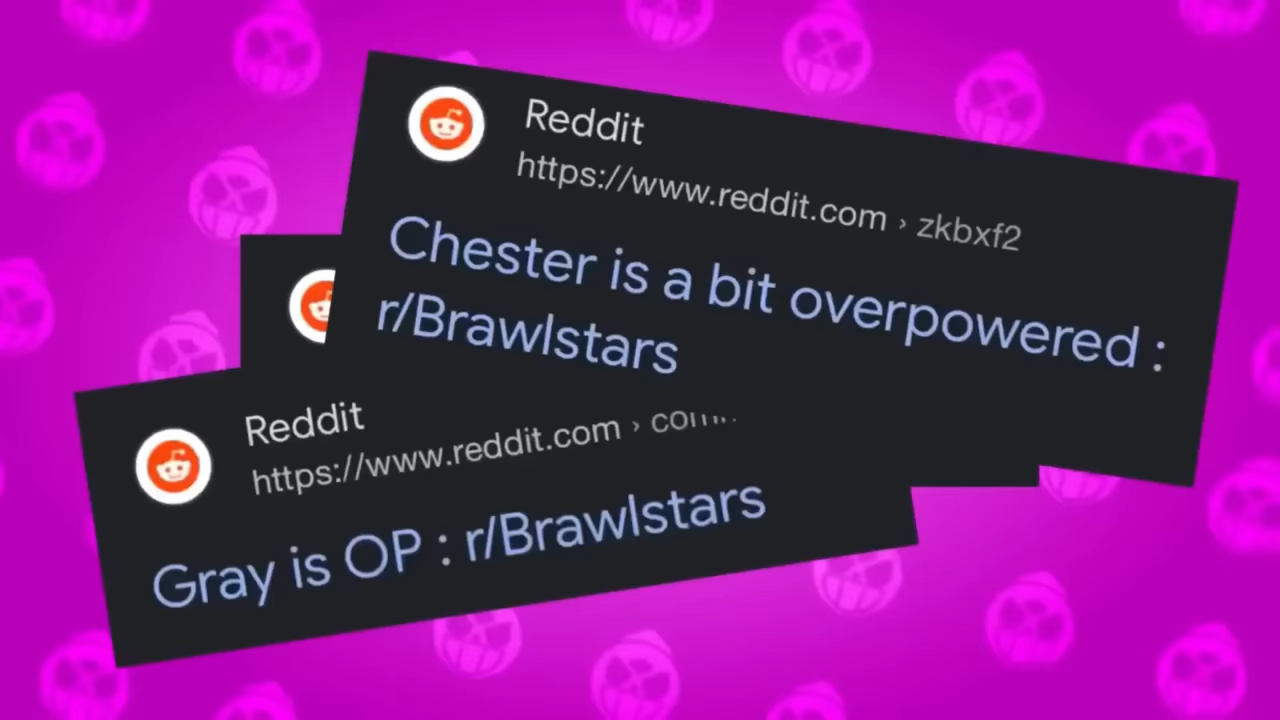 Reddit
https://www.reddit.com › zkbxf2
Chester is a bit overpowered :
r/Brawlstars
Reddit
https://www.reddit.com ›
Gray is OP : r/Brawlstars